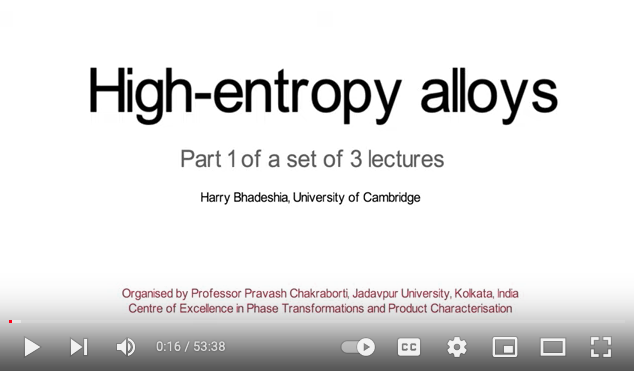 High-entropy alloys
Part 1 of a set of 3 lectures
Harry Bhadeshia, University of Cambridge
Organised by Professor Pravash Chakraborti, Jadavpur University, Kolkata, India
Centre of Excellence in Phase Transformations and Product Characterisation
0:16 / 53:38
CC